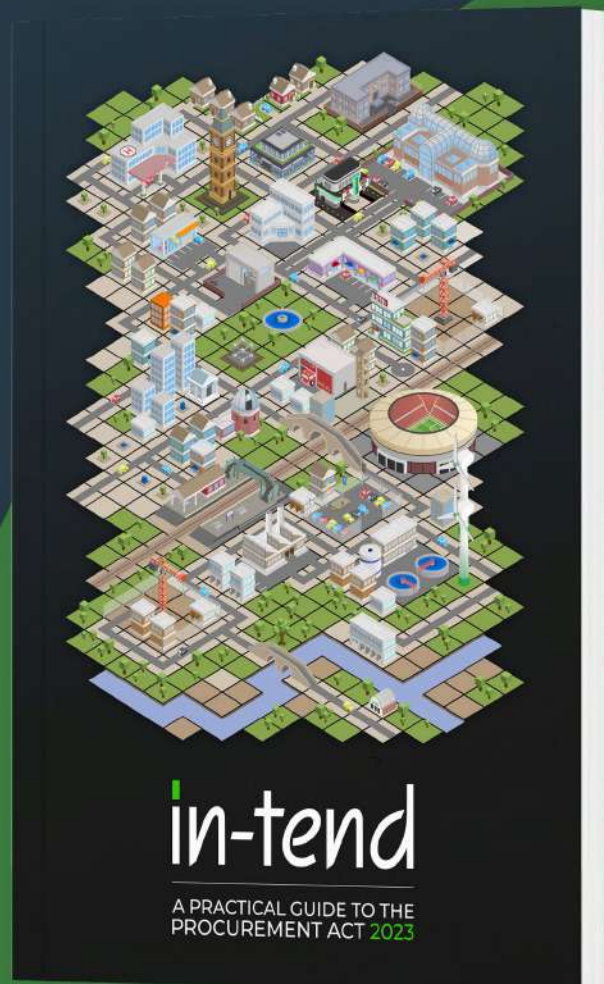 H
in-tend
A PRACTICAL GUIDE TO THE
PROCUREMENT ACT 2023